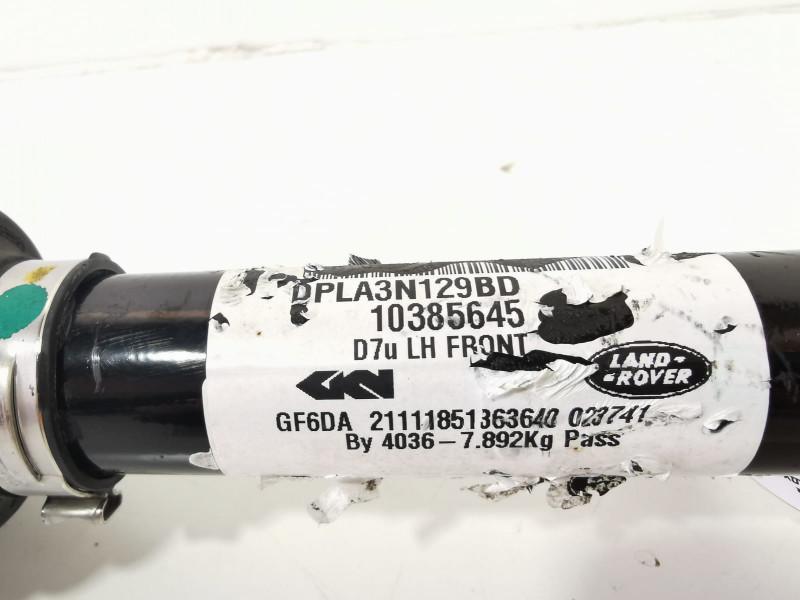 DPLA3N129BD
10385645
D7u LH FRONT
GKN
LAND-
-ROVER
GF6DA 21111851363640 023741
By 4036-7.892Kg Pass